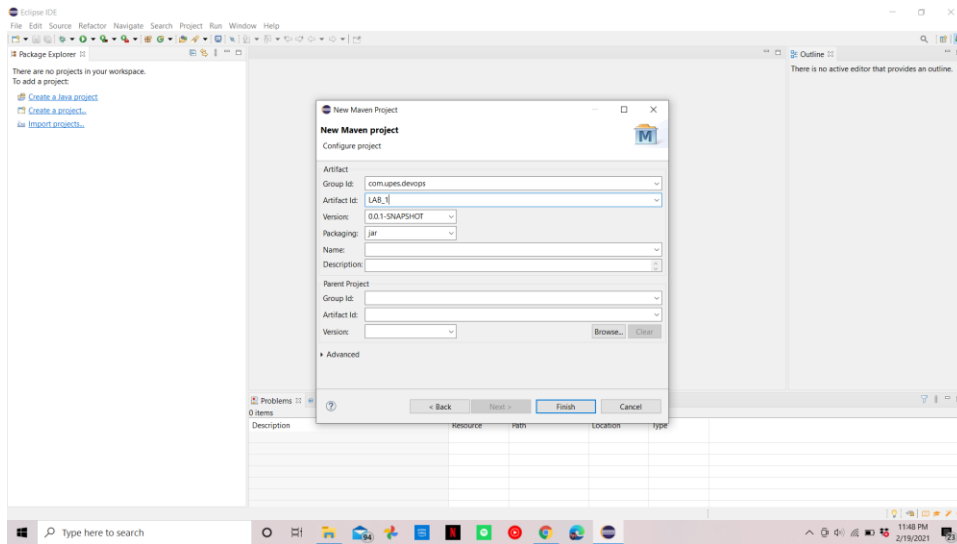 Eclipse IDE
File Edit Source Refactor Navigate Search Project Run Window Help
Package Explorer
Outline
There are no projects in your workspace.
To add a project:
There is no active editor that provides an outline.
Create a Java project
Create a project...
Import projects...
New Maven Project
New Maven project
Configure project
M
Artifact
Group Id: com.upes.devops
Artifact Id: LAB_1
Version: 0.0.1-SNAPSHOT
Packaging: jar
Name:
Description:
Parent Project
Group Id:
Artifact Id:
Version: Browse... Clear
Advanced
Problems
? < Back Next > Finish Cancel
0 items
Description Resource Path Location Type
Type here to search
94
N
11:48 PM
2/19/2021
23